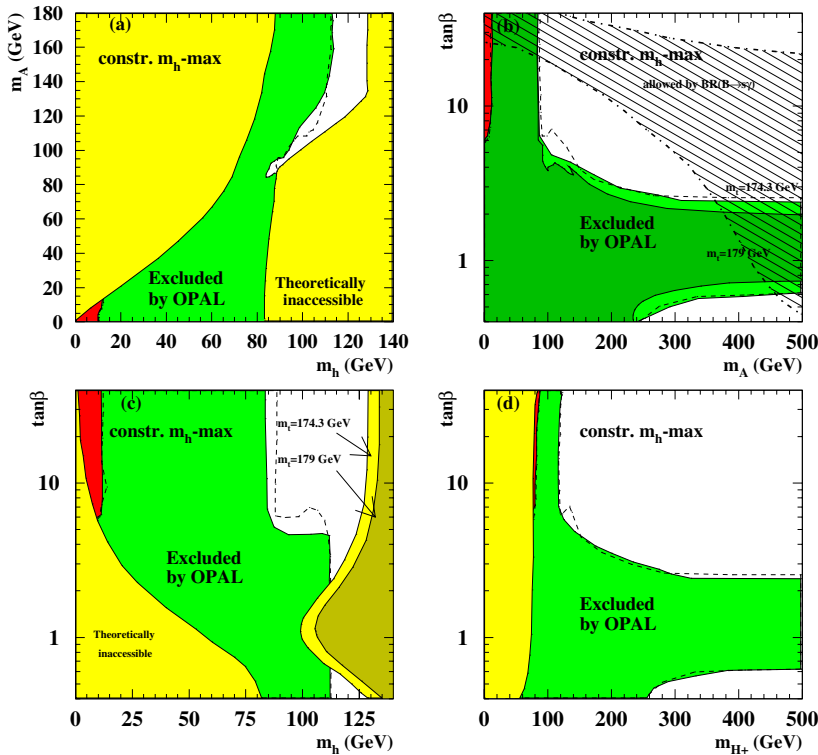 m_A (GeV)
180
160
140
120
100
80
60
40
20
0
(a)
constr. m_h-max
Excluded
by OPAL
Theoretically
inaccessible
0 20 40 60 80 100 120 140
m_h (GeV)
tanβ
10
1
(b)
constr. m_h-max
allowed by BR(B→sγ)
m_t=174.3 GeV
Excluded
by OPAL
m_t=179 GeV
0 100 200 300 400 500
m_A (GeV)
tanβ
10
1
(c)
constr. m_h-max
m_t=174.3 GeV
m_t=179 GeV
Excluded
by OPAL
Theoretically
inaccessible
0 25 50 75 100 125
m_h (GeV)
tanβ
10
1
(d)
constr. m_h-max
Excluded
by OPAL
0 100 200 300 400 500
m_H+ (GeV)